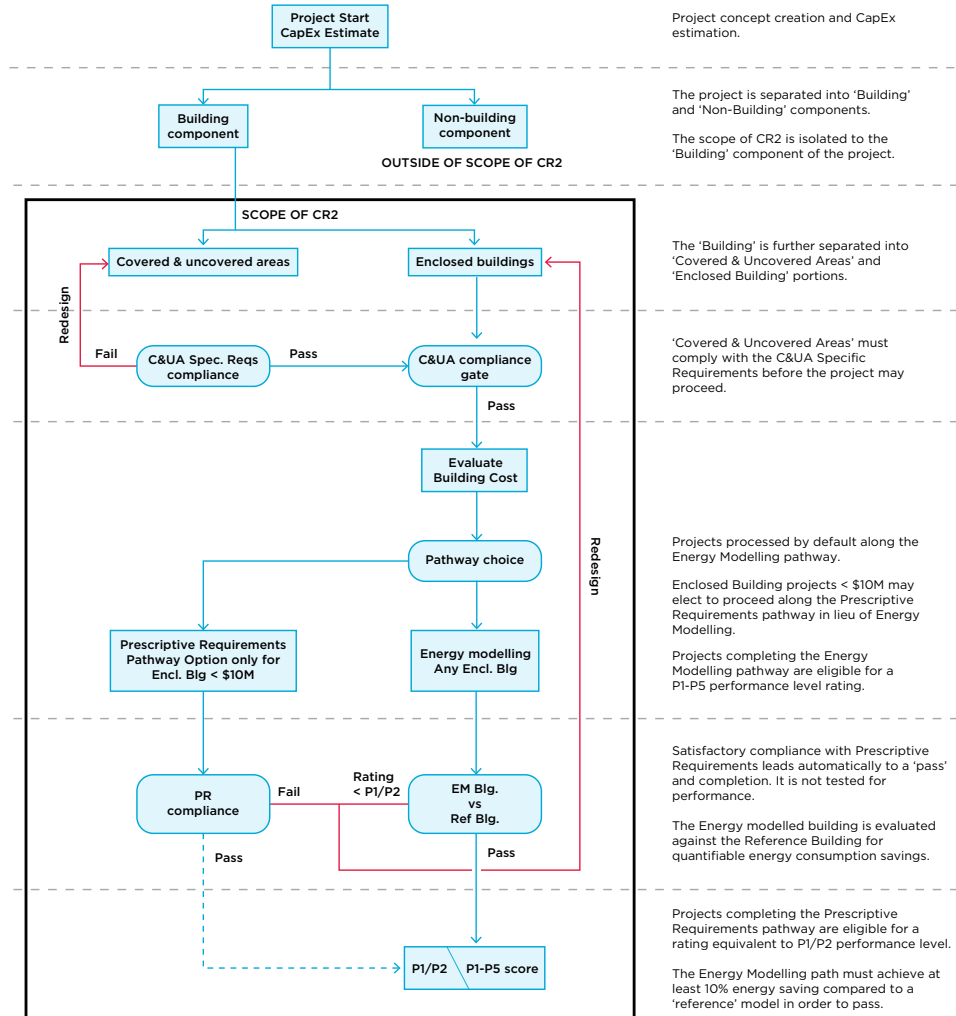 Project Start
CapEx Estimate
Project concept creation and CapEx
estimation.
Building
component
Non-building
component
OUTSIDE OF SCOPE OF CR2
The project is separated into ‘Building’
and ‘Non-Building’ components.
The scope of CR2 is isolated to the
‘Building’ component of the project.
SCOPE OF CR2
Covered & uncovered areas
Enclosed buildings
The ‘Building’ is further separated into
‘Covered & Uncovered Areas’ and
‘Enclosed Building’ portions.
Redesign
Fail
C&UA Spec. Reqs
compliance
Pass
C&UA compliance
gate
Pass
‘Covered & Uncovered Areas’ must
comply with the C&UA Specific
Requirements before the project may
proceed.
Evaluate
Building Cost
Pathway choice
Redesign
Prescriptive Requirements
Pathway Option only for
Encl. Blg < $10M
Energy modelling
Any Encl. Blg
Projects processed by default along the
Energy Modelling pathway.
Enclosed Building projects < $10M may
elect to proceed along the Prescriptive
Requirements pathway in lieu of Energy
Modelling.
Projects completing the Energy
Modelling pathway are eligible for a
P1-P5 performance level rating.
PR
compliance
Fail
Rating
< P1/P2
EM Blg.
vs
Ref Blg.
Pass
Pass
Satisfactory compliance with Prescriptive
Requirements leads automatically to a ‘pass’
and completion. It is not tested for
performance.
The Energy modelled building is evaluated
against the Reference Building for
quantifiable energy consumption savings.
P1/P2
P1-P5 score
Projects completing the Prescriptive
Requirements pathway are eligible for a
rating equivalent to P1/P2 performance level.
The Energy Modelling path must achieve at
least 10% energy saving compared to a
‘reference’ model in order to pass.